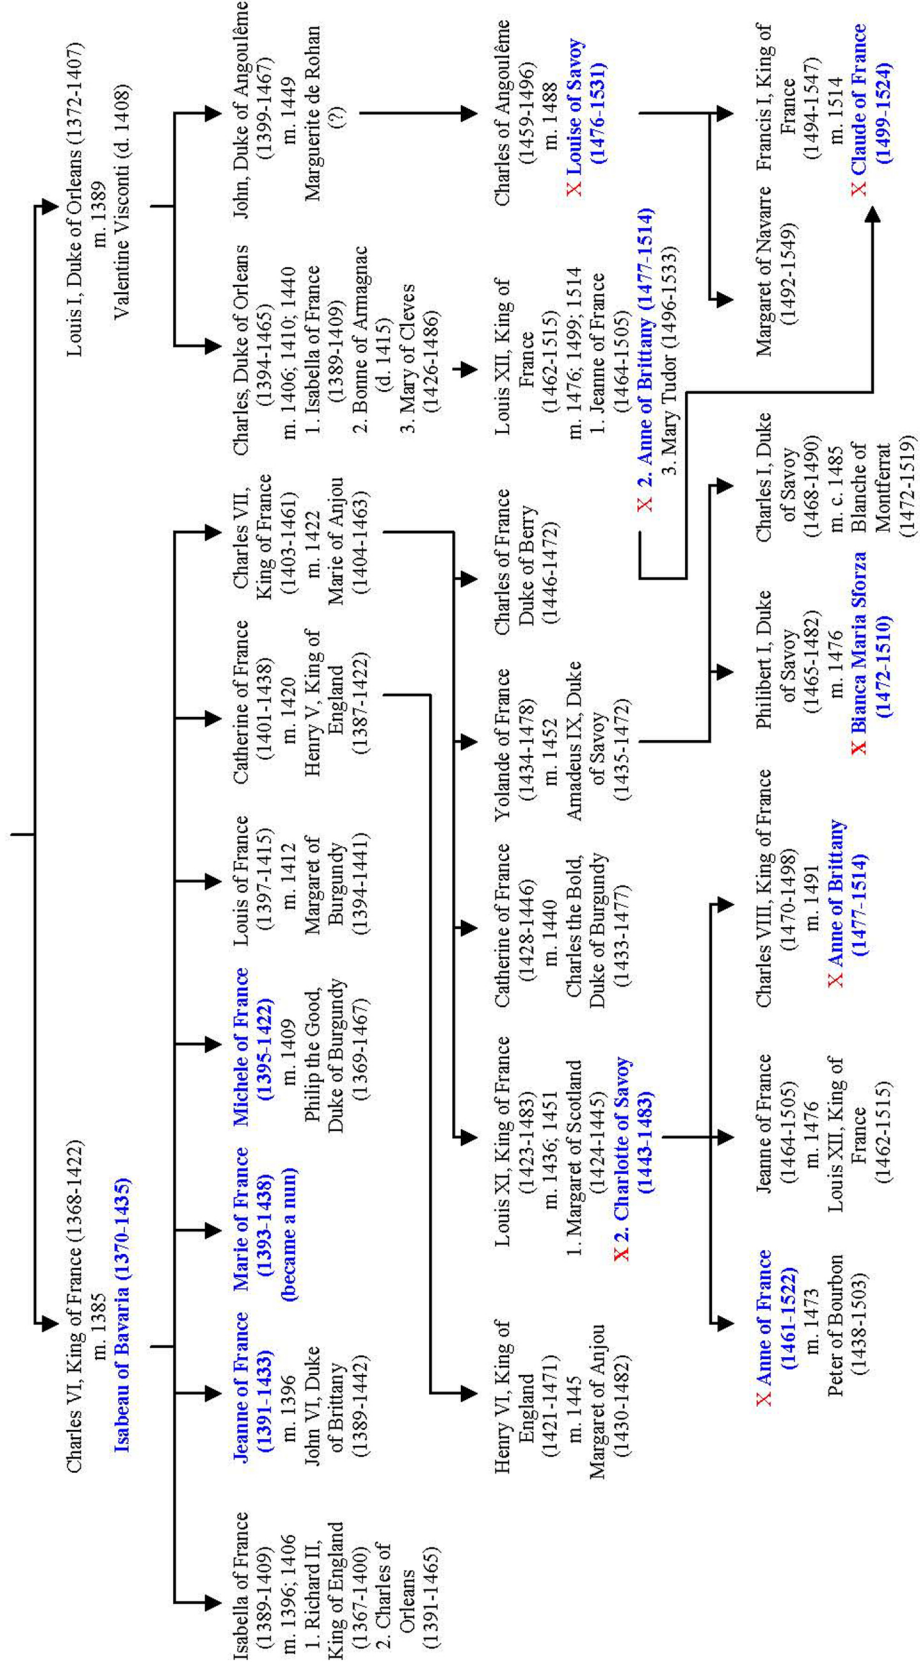 Charles VI, King of France (1368-1422)
m. 1385
Isabeau of Bavaria (1370-1435)
Louis I, Duke of Orleans (1372-1407)
m. 1389
Valentine Visconti (d. 1408)
Isabella of France
(1389-1409)
m. 1396; 1406
1. Richard II,
King of England
(1367-1400)
2. Charles of
Orleans
(1391-1465)
Jeanne of France
(1391-1433)
m. 1396
John VI, Duke
of Brittany
(1389-1442)
Marie of France
(1393-1438)
(became a nun)
Michele of France
(1395-1422)
m. 1409
Philip the Good,
Duke of Burgundy
(1369-1467)
Louis of France
(1397-1415)
m. 1412
Margaret of
Burgundy
(1394-1441)
Catherine of France
(1401-1438)
m. 1420
Henry V, King of
England
(1387-1422)
Charles VII,
King of France
(1403-1461)
m. 1422
Marie of Anjou
(1404-1463)
Charles, Duke of Orleans
(1394-1465)
m. 1406; 1410; 1440
1. Isabella of France
(1389-1409)
2. Bonne of Armagnac
(d. 1415)
3. Mary of Cleves
(1426-1486)
John, Duke of Angoulême
(1399-1467)
m. 1449
Marguerite de Rohan
(?)
Henry VI, King of
England
(1421-1471)
m. 1445
Margaret of Anjou
(1430-1482)
Louis XI, King of France
(1423-1483)
m. 1436; 1451
1. Margaret of Scotland
(1424-1445)
X 2. Charlotte of Savoy
(1443-1483)
Catherine of France
(1428-1446)
m. 1440
Charles the Bold,
Duke of Burgundy
(1433-1477)
Yolande of France
(1434-1478)
m. 1452
Amadeus IX, Duke
of Savoy
(1435-1472)
Charles of France
Duke of Berry
(1446-1472)
Louis XII, King of
France
(1462-1515)
m. 1476; 1499; 1514
1. Jeanne of France
(1464-1505)
X 2. Anne of Brittany (1477-1514)
3. Mary Tudor (1496-1533)
Charles of Angoulême
(1459-1496)
m. 1488
X Louise of Savoy
(1476-1531)
X Anne of France
(1461-1522)
m. 1473
Peter of Bourbon
(1438-1503)
Jeanne of France
(1464-1505)
m. 1476
Louis XII, King of
France
(1462-1515)
Charles VIII, King of France
(1470-1498)
m. 1491
X Anne of Brittany
(1477-1514)
Philibert I, Duke
of Savoy
(1465-1482)
m. 1476
X Bianca Maria Sforza
(1472-1510)
Charles I, Duke
of Savoy
(1468-1490)
m. c. 1485
Blanche of
Montferrat
(1472-1519)
Margaret of Navarre
(1492-1549)
Francis I, King of
France
(1494-1547)
m. 1514
X Claude of France
(1499-1524)